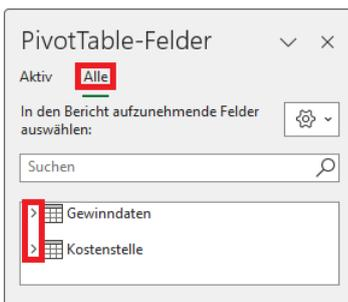 PivotTable-Felder
Aktiv Alle
In den Bericht aufzunehmende Felder
auswählen:
Suchen
Gewinndaten
Kostenstelle